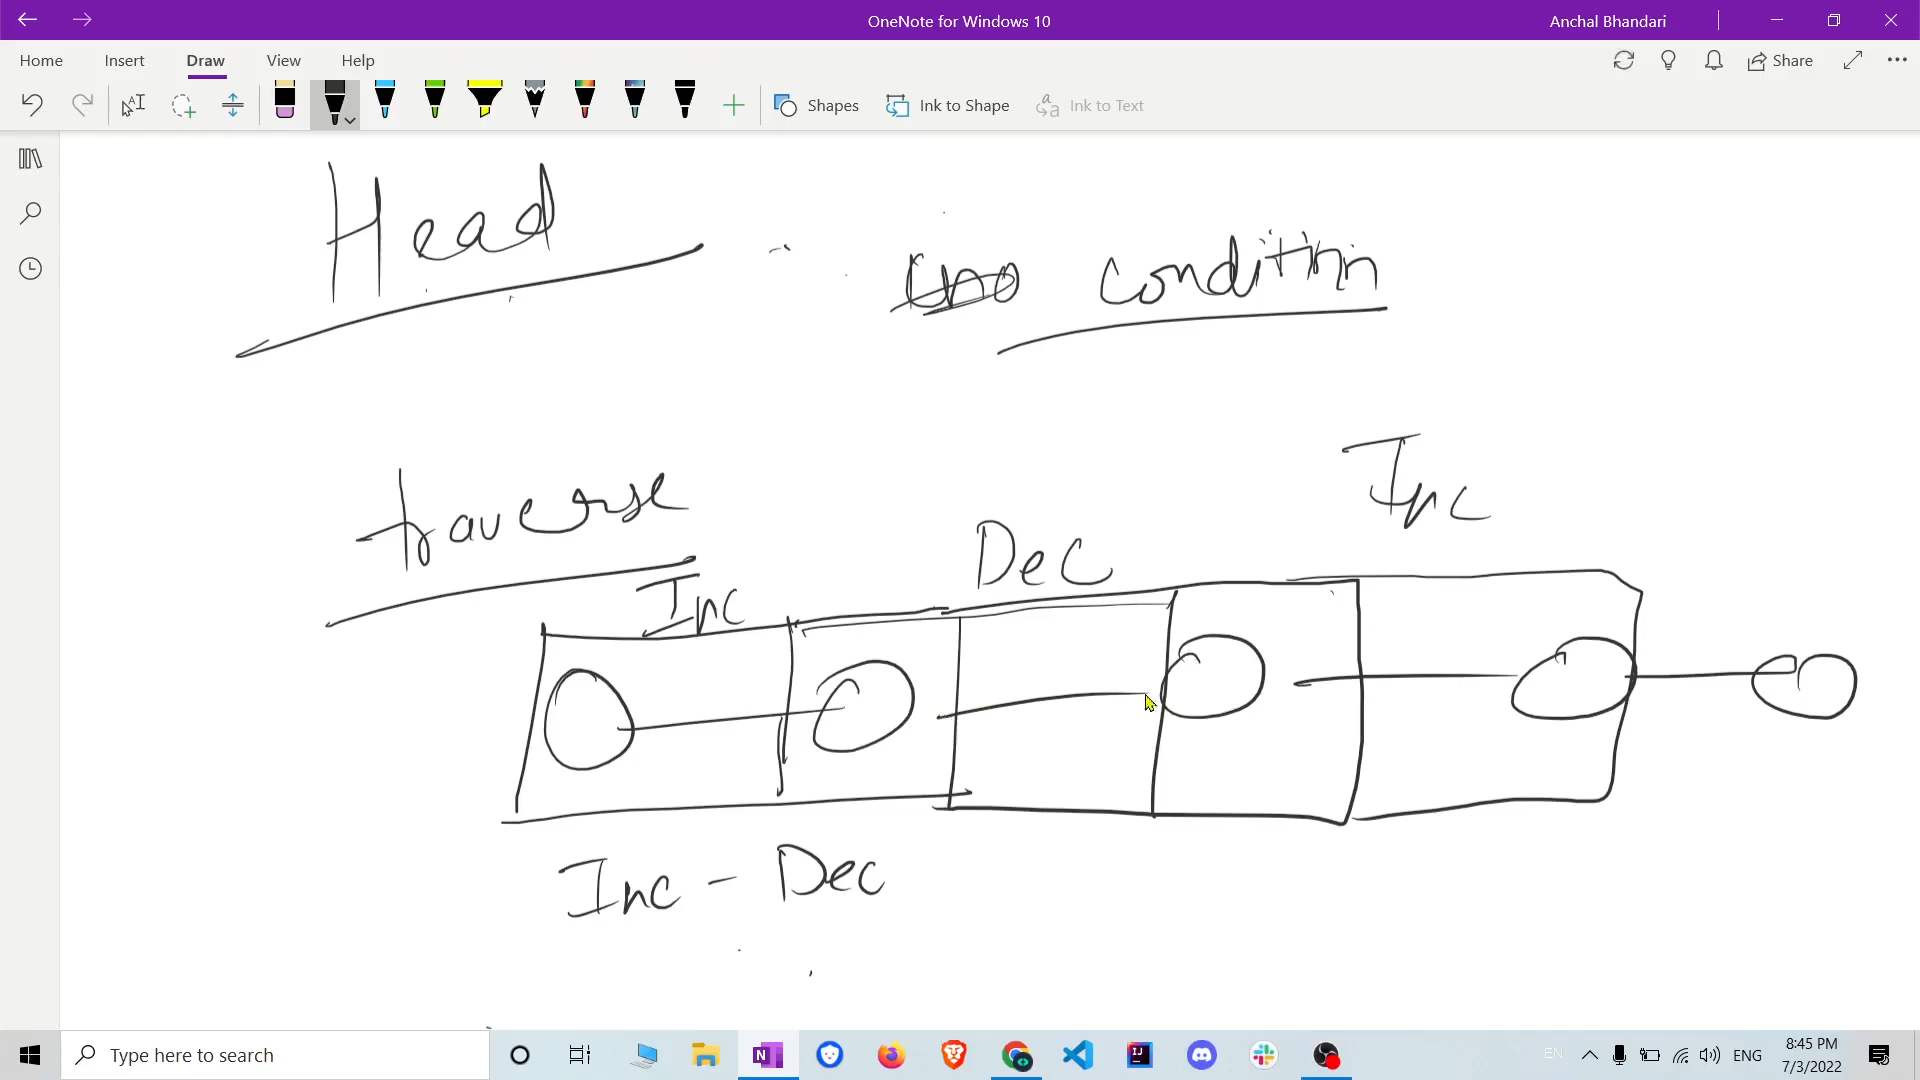 OneNote for Windows 10 Anchal Bhandari
Home Insert Draw View Help Share
Shapes Ink to Shape Ink to Text
Head
condition
traverse
Inc Dec Inc
Inc - Dec
Type here to search EN ENG 8:45 PM
7/3/2022